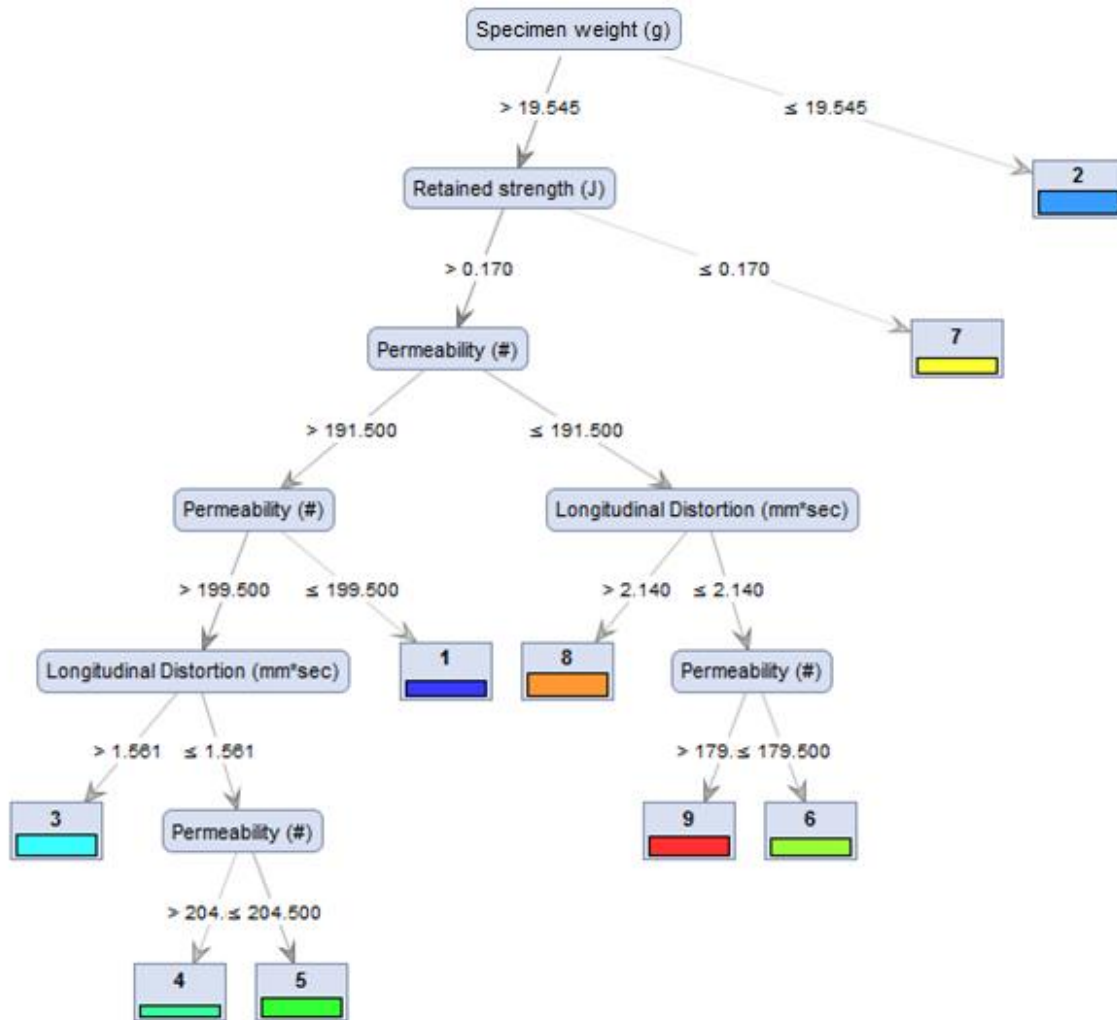 Specimen weight (g)
> 19.545 ≤ 19.545
Retained strength (J) 2
> 0.170 ≤ 0.170
Permeability (#) 7
> 191.500 ≤ 191.500
Permeability (#) Longitudinal Distortion (mm*sec)
> 199.500 ≤ 199.500 > 2.140 ≤ 2.140
Longitudinal Distortion (mm*sec) 1 8 Permeability (#)
> 1.561 ≤ 1.561 > 179. ≤ 179.500
3 Permeability (#) 9 6
> 204. ≤ 204.500
4 5